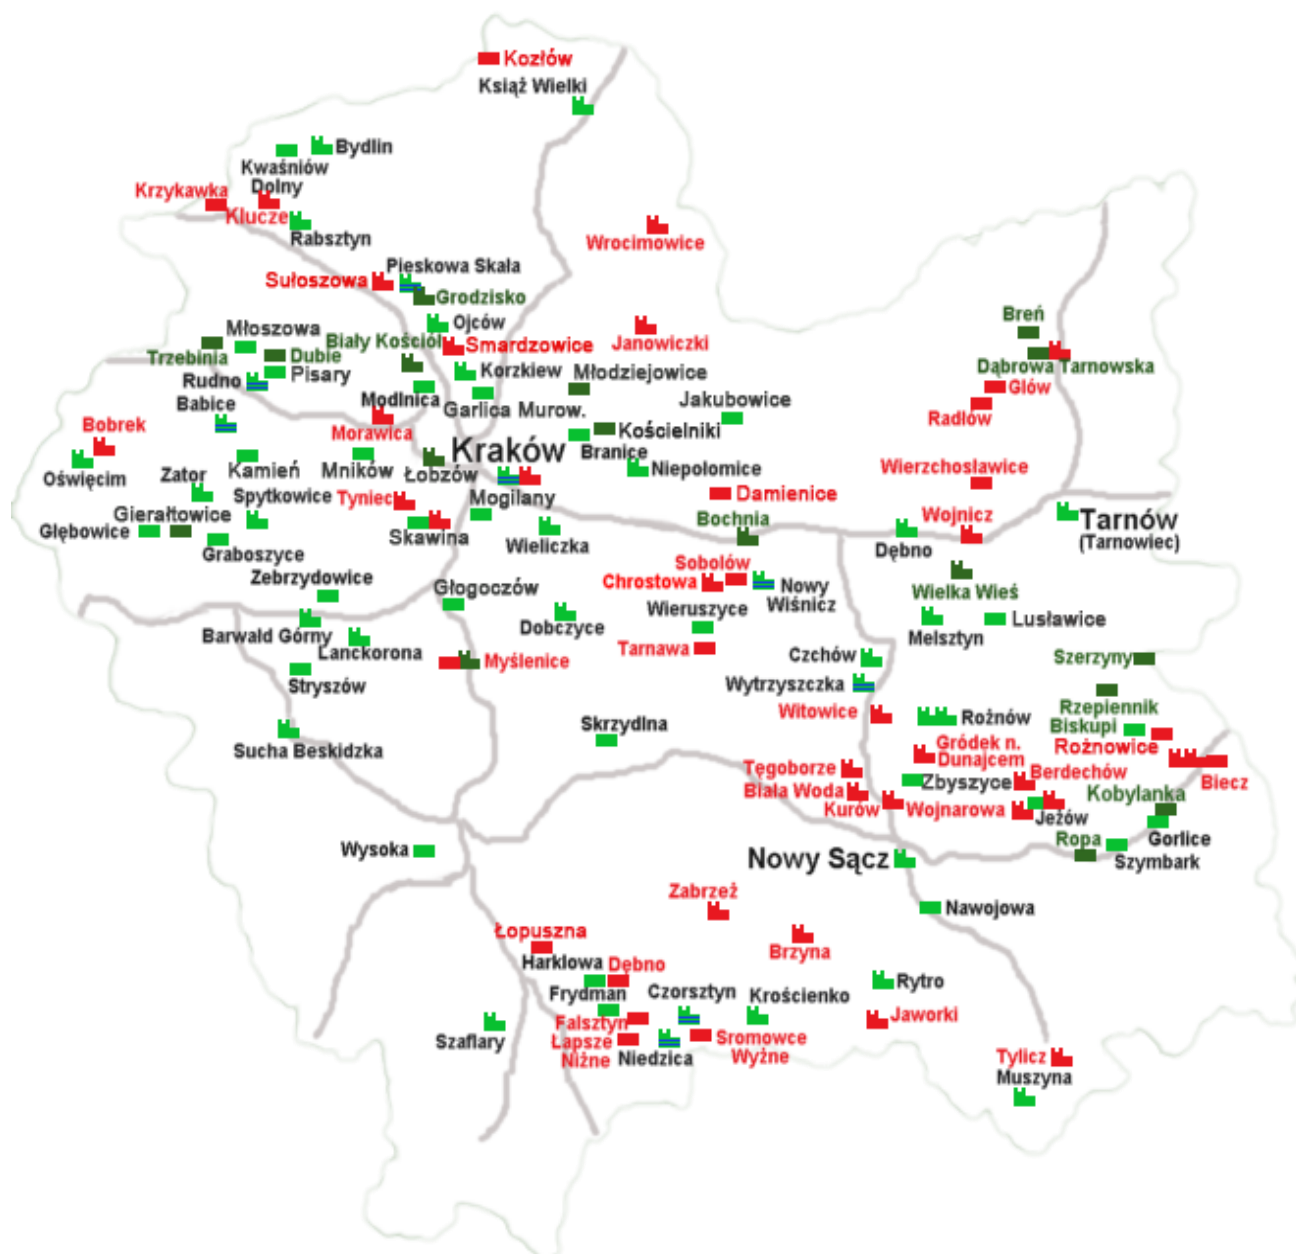 Kozłów
Książ Wielki
Bydlin
Kwaśniów
Dolny
Krzykawka
Klucze
Rabsztyn
Wrocimowice
Pieskowa Skala
Sułoszowa
Grodzisko
Ojców
Młoszowa
Biały Kościół
Smardzowice
Janowiczki
Breń
Trzebinia
Dubie
Pisary
Korzkiew
Dąbrowa Tarnowska
Rudno
Młodziejowice
Glów
Babice
Modlnica
Garlica Murow.
Jakubowice
Radlów
Bobrek
Morawica
Kraków
Kościelniki
Branice
Oświęcim
Zator
Kamień
Mników
Łobzów
Niepołomice
Wierzchosławice
Spytkowice
Tyniec
Mogilany
Damienice
Gierałtowice
Głębowice
Graboszyce
Skawina
Wieliczka
Bochnia
Dębno
Wojnicz
Tarnów
(Tarnowiec)
Zebrzydowice
Głogoczów
Sobolów
Chrostowa
Nowy
Wiśnicz
Wielka Wieś
Wieruszyce
Dobczyce
Barwałd Górny
Lanckorona
Melsztyn
Lusławice
Tarnawa
Czchów
Myślenice
Szerzyny
Stryszów
Wytrzyszczka
Rzepiennik
Biskupi
Witowice
Rożnów
Skrzydlna
Sucha Beskidzka
Gródek n.
Dunajcem
Rożnowice
Tęgoborze
Zbyszyce
Berdechów
Biecz
Biała Woda
Kurów
Wojnarowa
Kobylanka
Jeżów
Gorlice
Wysoka
Nowy Sącz
Ropa
Szymbark
Zabrzeż
Nawojowa
Łopuszna
Brzyna
Harklowa
Dębno
Frydman
Czorsztyn
Krościenko
Rytro
Falsztyn
Jaworki
Szaflary
Łapsze
Niżne
Niedzica
Sromowce
Wyżne
Tylicz
Muszyna